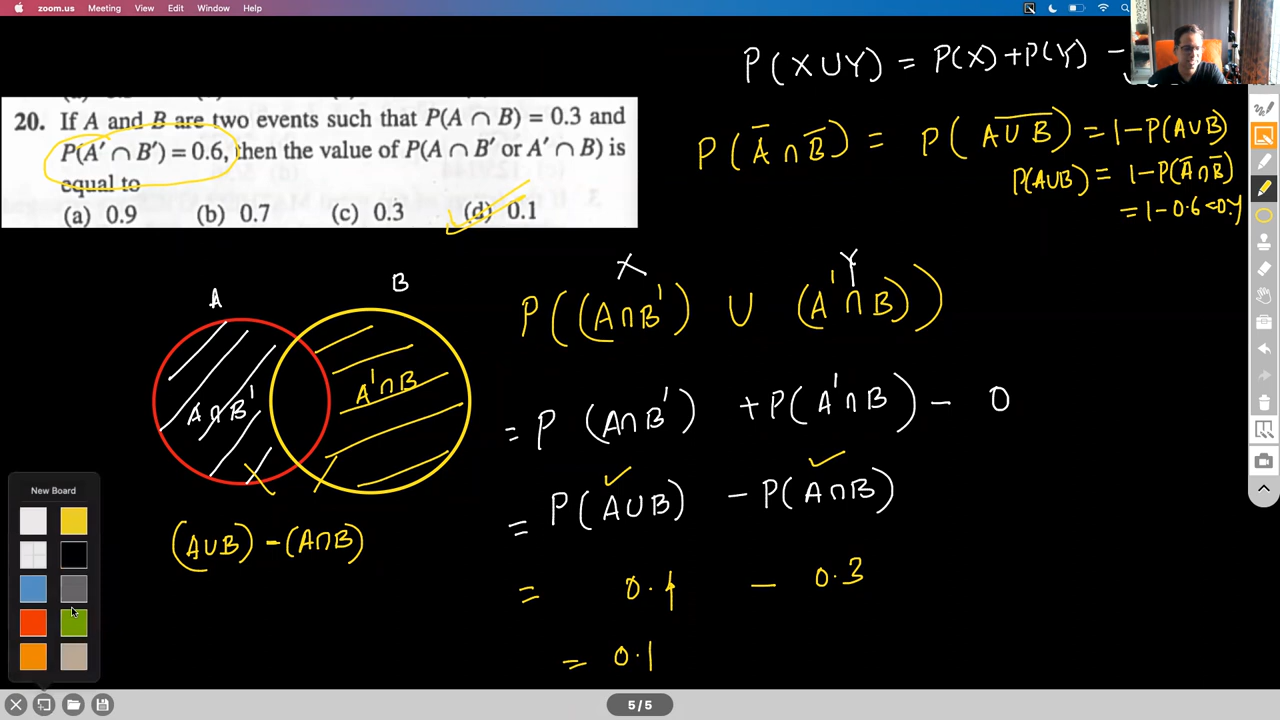 zoom.us Meeting View Edit Window Help
P(X∪Y) = P(X)+P(Y) −
20. If A and B are two events such that P(A ∩ B) = 0.3 and
P(A′ ∩ B′) = 0.6, then the value of P(A ∩ B′ or A′ ∩ B) is
equal to
(a) 0.9 (b) 0.7 (c) 0.3 (d) 0.1
P(A̅ ∩ B̅) = P(A̅∪̅B̅) = 1−P(A∪B)
P(A∪B) = 1−P(A̅∩B̅)
= 1−0.6
A B
X Y
P((A∩B′) ∪ (A′∩B))
A∩B′ A′∩B
= P(A∩B′) + P(A′∩B) − 0
= P(A∪B) − P(A∩B)
(A∪B) − (A∩B)
= 0.4 − 0.3
= 0.1
New Board
5/5